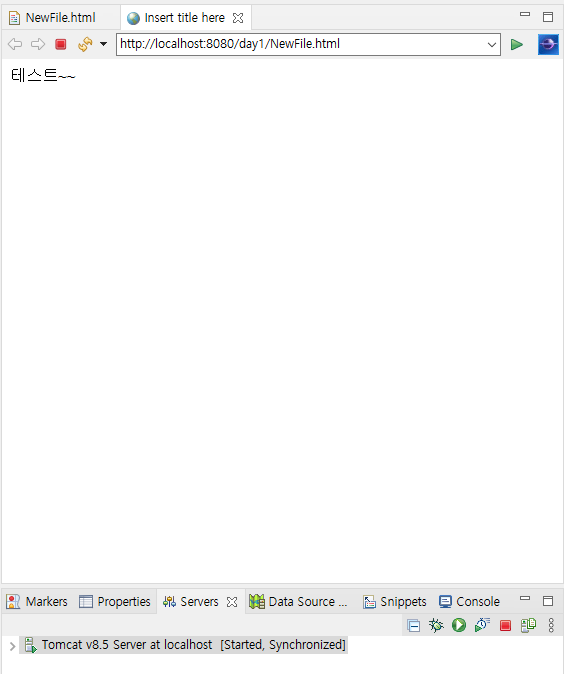 NewFile.html Insert title here
http://localhost:8080/day1/NewFile.html
테스트~~
Markers Properties Servers Data Source ... Snippets Console
Tomcat v8.5 Server at localhost [Started, Synchronized]